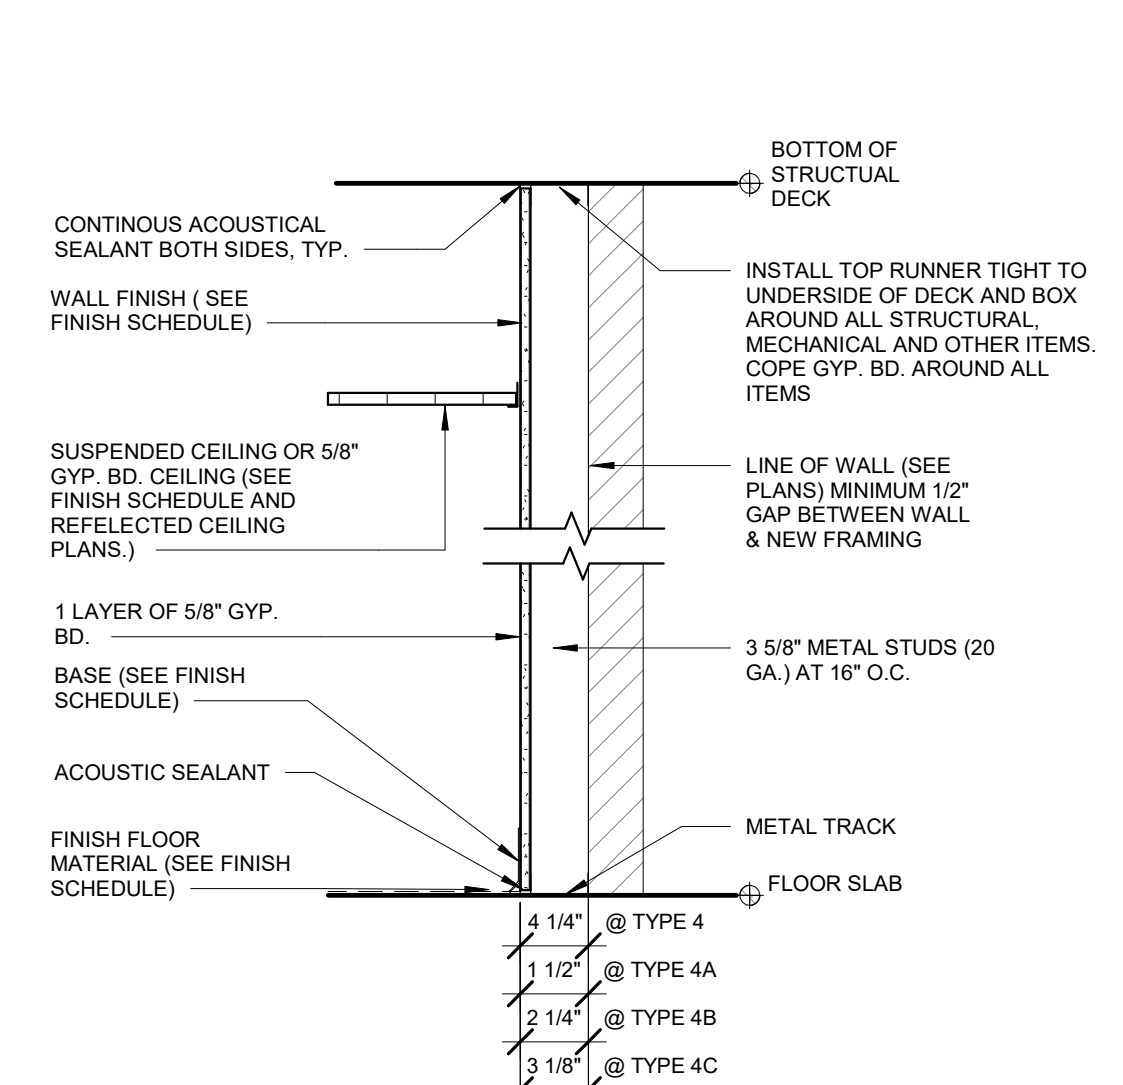 BOTTOM OF
STRUCTUAL
DECK
CONTINOUS ACOUSTICAL
SEALANT BOTH SIDES, TYP.
WALL FINISH ( SEE
FINISH SCHEDULE)
INSTALL TOP RUNNER TIGHT TO
UNDERSIDE OF DECK AND BOX
AROUND ALL STRUCTURAL,
MECHANICAL AND OTHER ITEMS.
COPE GYP. BD. AROUND ALL
ITEMS
SUSPENDED CEILING OR 5/8"
GYP. BD. CEILING (SEE
FINISH SCHEDULE AND
REFELECTED CEILING
PLANS.)
LINE OF WALL (SEE
PLANS) MINIMUM 1/2"
GAP BETWEEN WALL
& NEW FRAMING
1 LAYER OF 5/8" GYP.
BD.
3 5/8" METAL STUDS (20
GA.) AT 16" O.C.
BASE (SEE FINISH
SCHEDULE)
ACOUSTIC SEALANT
METAL TRACK
FINISH FLOOR
MATERIAL (SEE FINISH
SCHEDULE)
FLOOR SLAB
4 1/4" @ TYPE 4
1 1/2" @ TYPE 4A
2 1/4" @ TYPE 4B
3 1/8" @ TYPE 4C